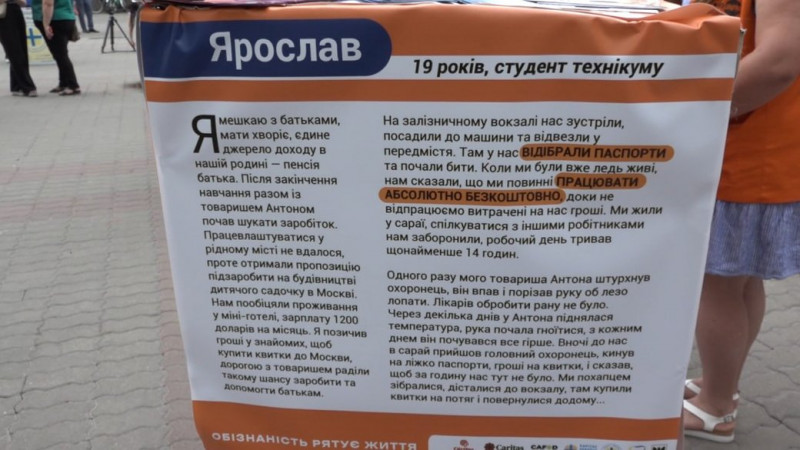 Ярослав
19 років, студент технікуму
Я мешкаю з батьками,
мати хворіє, єдине
джерело доходу в
нашій родині — пенсія
батька. Після закінчення
навчання разом із
товаришем Антоном
почав шукати заробіток.
Працевлаштуватися у
рідному місті не вдалося,
проте отримали пропозицію
підзаробити на будівництві
дитячого садочку в Москві.
Нам пообіцяли проживання
у міні-готелі, зарплату 1200
доларів на місяць. Я позичив
гроші у знайомих, щоб
купити квитки до Москви,
дорогою з товаришем раділи
такому шансу заробити та
допомогти батькам.
На залізничному вокзалі нас зустріли,
посадили до машини та відвезли у
передмістя. Там у нас ВІДІБРАЛИ ПАСПОРТИ
та почали бити. Коли ми були вже ледь живі,
нам сказали, що ми повинні ПРАЦЮВАТИ
АБСОЛЮТНО БЕЗКОШТОВНО, доки не
відпрацюємо витрачені на нас гроші. Ми жили
у сараї, спілкуватися з іншими робітниками
нам заборонили, робочий день тривав
щонайменше 14 годин.
Одного разу мого товариша Антона штурхнув
охоронець, він впав і порізав руку об лезо
лопати. Лікарів обробити рану не було.
Через декілька днів у Антона піднялася
температура, рука почала гноїтися, з кожним
днем він почувався все гірше. Вночі до нас
в сарай прийшов головний охоронець, кинув
на ліжко паспорти, гроші на квитки, і сказав,
щоб за годину нас тут не було. Ми похапцем
зібралися, дісталися до вокзалу, там купили
квитки на потяг і повернулися додому...
ОБІЗНАНІСТЬ РЯТУЄ ЖИТТЯ
Caritas